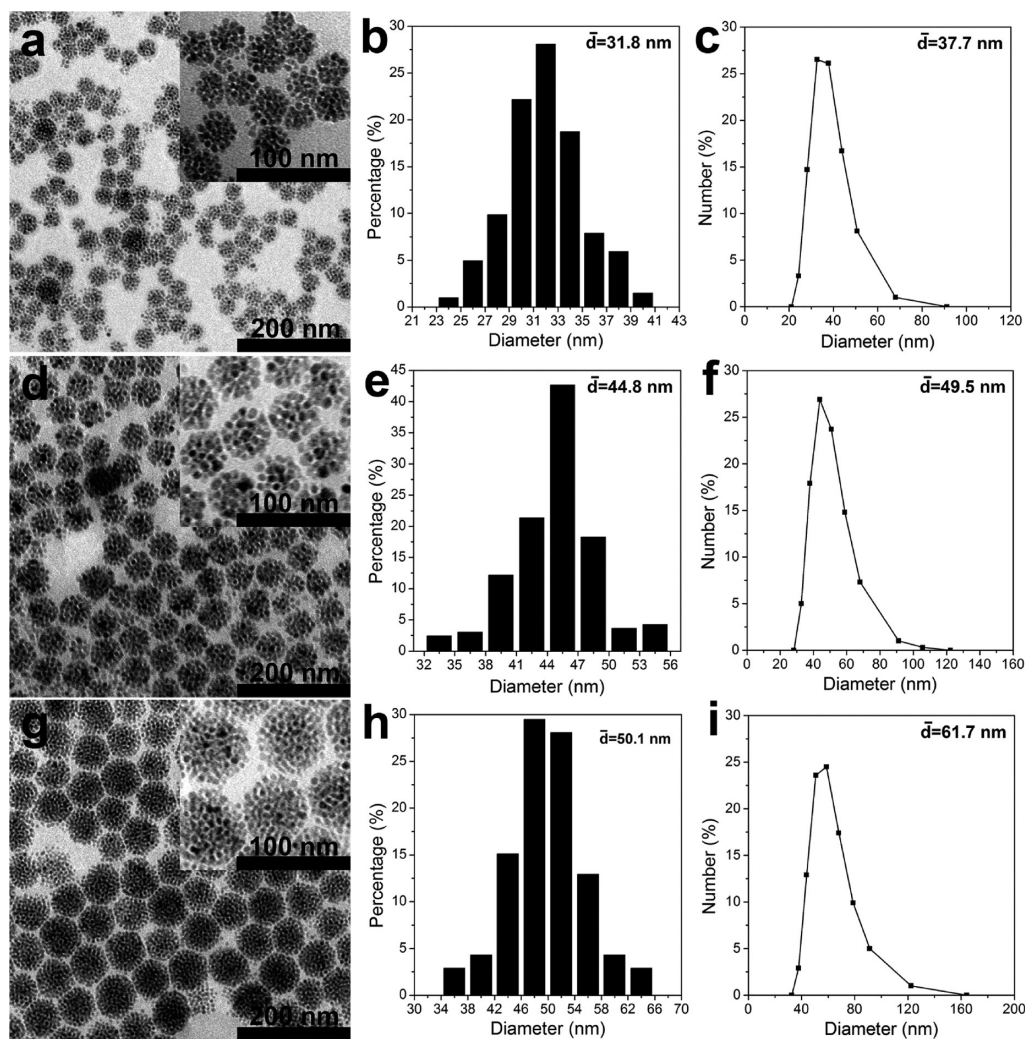 a
100 nm
200 nm
b
d̄=31.8 nm
Percentage (%)
30
25
20
15
10
5
0
21 23 25 27 29 31 33 35 37 39 41 43
Diameter (nm)
c
d̄=37.7 nm
Number (%)
30
25
20
15
10
5
0
0 20 40 60 80 100 120
Diameter (nm)
d
100 nm
200 nm
e
d̄=44.8 nm
Percentage (%)
45
40
35
30
25
20
15
10
5
0
32 35 38 41 44 47 50 53 56
Diameter (nm)
f
d̄=49.5 nm
Number (%)
30
25
20
15
10
5
0
0 20 40 60 80 100 120 140 160
Diameter (nm)
g
100 nm
200 nm
h
d̄=50.1 nm
Percentage (%)
30
25
20
15
10
5
0
30 34 38 42 46 50 54 58 62 66 70
Diameter (nm)
i
d̄=61.7 nm
Number (%)
30
25
20
15
10
5
0
0 40 80 120 160 200
Diameter (nm)